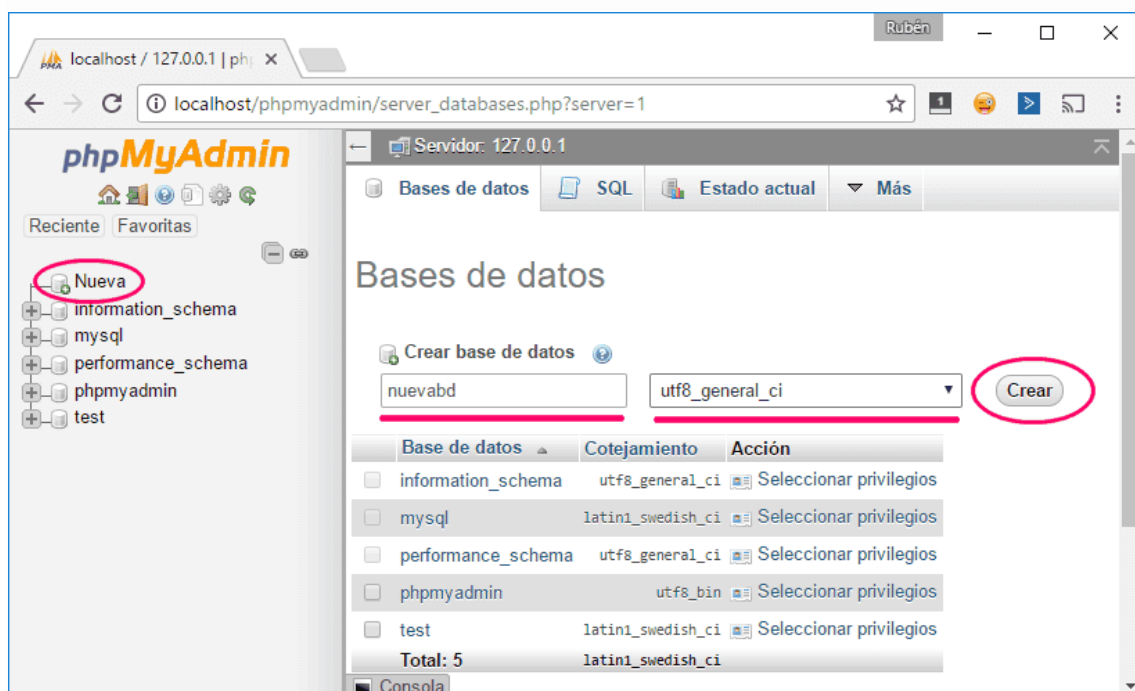 Rubén
localhost / 127.0.0.1 | ph
localhost/phpmyadmin/server_databases.php?server=1
1
phpMyAdmin
Reciente Favoritas
Nueva
information_schema
mysql
performance_schema
phpmyadmin
test
Servidor: 127.0.0.1
Bases de datos SQL Estado actual Más
Bases de datos
Crear base de datos
nuevabd utf8_general_ci Crear
Base de datos Cotejamiento Acción
information_schema utf8_general_ci Seleccionar privilegios
mysql latin1_swedish_ci Seleccionar privilegios
performance_schema utf8_general_ci Seleccionar privilegios
phpmyadmin utf8_bin Seleccionar privilegios
test latin1_swedish_ci Seleccionar privilegios
Total: 5 latin1_swedish_ci
Consola